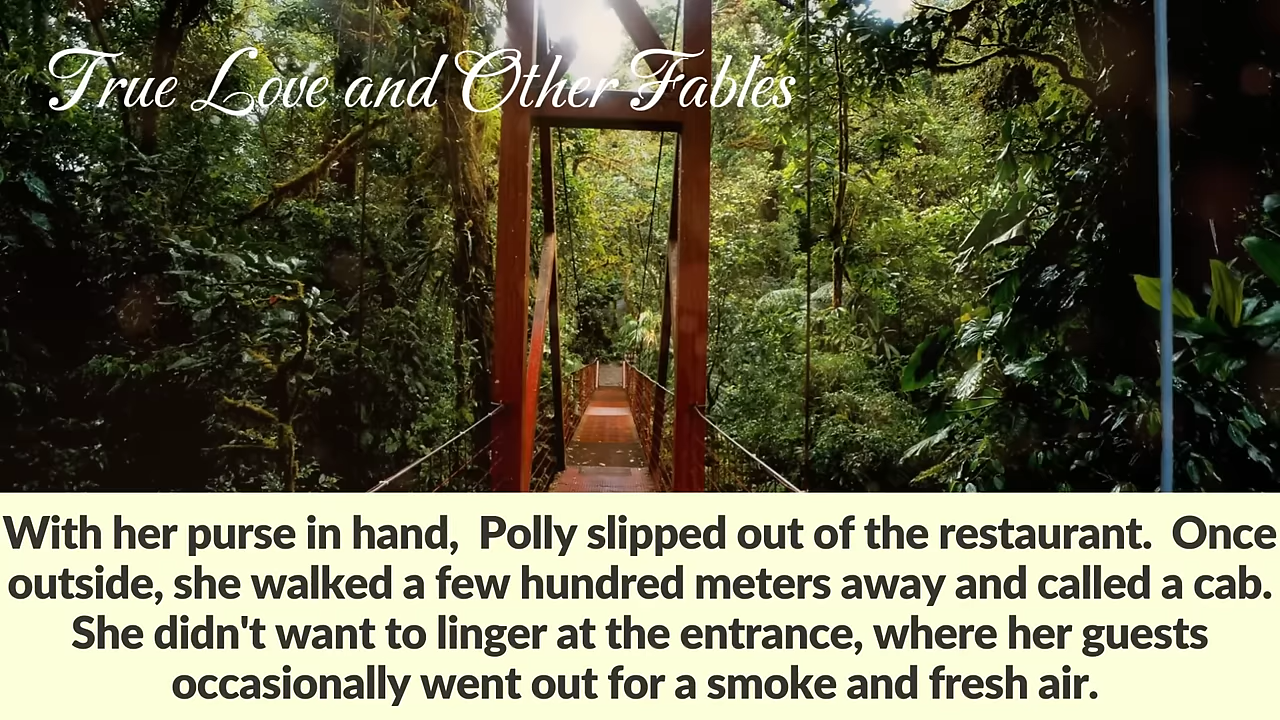 True Love and Other Fables
With her purse in hand,  Polly slipped out of the restaurant.  Once
outside, she walked a few hundred meters away and called a cab.
She didn't want to linger at the entrance, where her guests
occasionally went out for a smoke and fresh air.